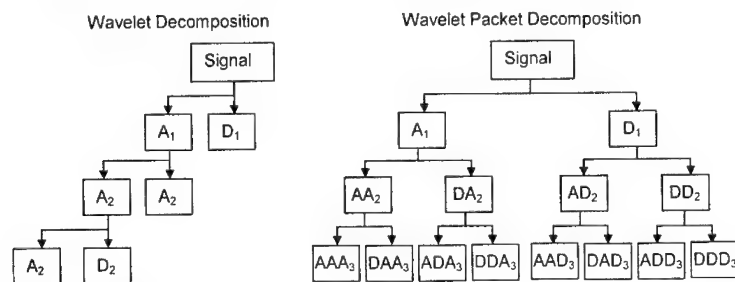 Wavelet Decomposition
Wavelet Packet Decomposition
Signal
Signal
A₁
D₁
A₁
D₁
A₂
A₂
AA₂
DA₂
AD₂
DD₂
A₂
D₂
AAA₃
DAA₃
ADA₃
DDA₃
AAD₃
DAD₃
ADD₃
DDD₃